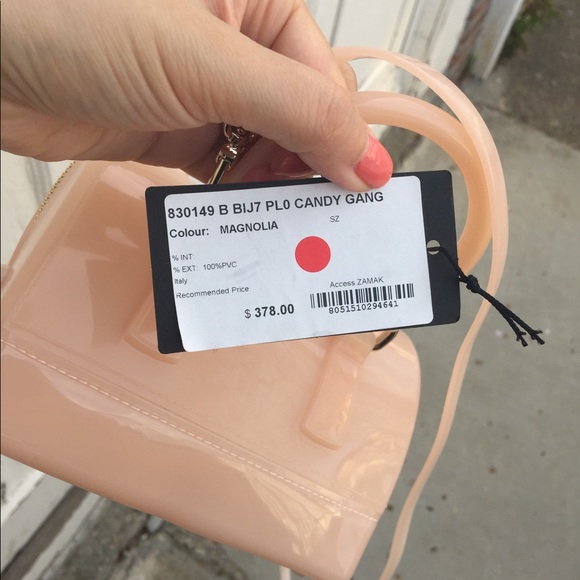 830149 B BIJ7 PL0 CANDY GANG
Colour: MAGNOLIA SZ
% INT
% EXT: 100%PVC
Italy
Access ZAMAK
Recommended Price
$ 378.00
8051510294641